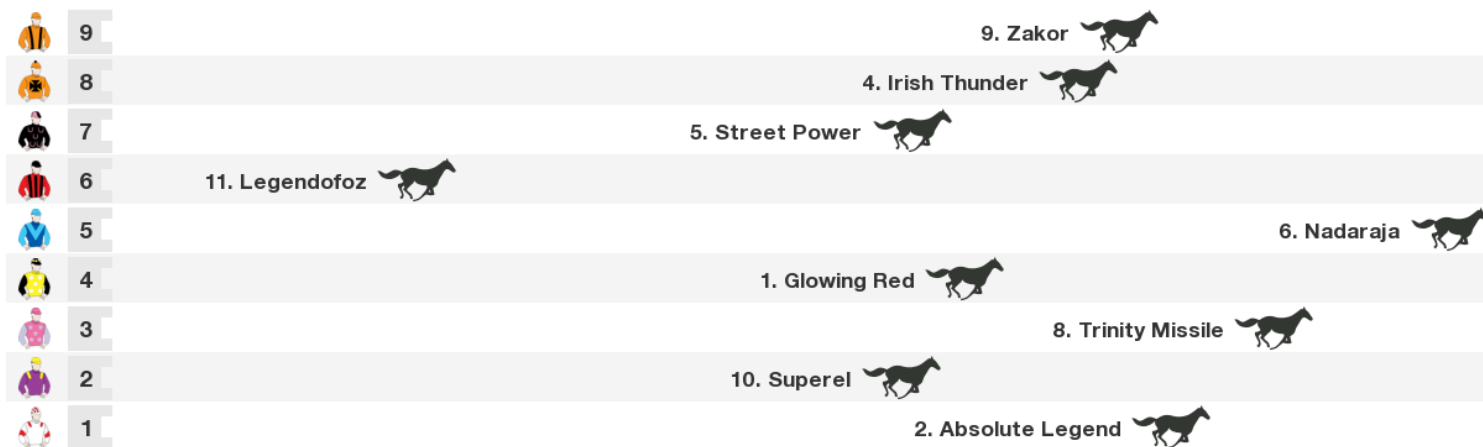 9 9. Zakor
8 4. Irish Thunder
7 5. Street Power
6 11. Legendofoz
5 6. Nadaraja
4 1. Glowing Red
3 8. Trinity Missile
2 10. Superel
1 2. Absolute Legend